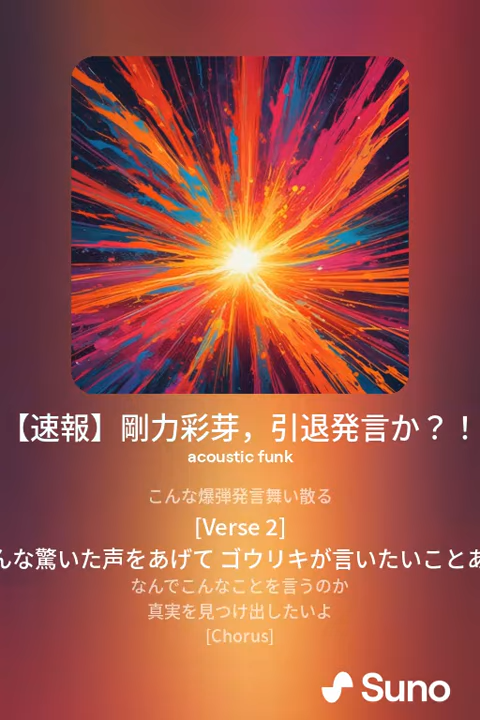 【速報】剛力彩芽，引退発言か？！
acoustic funk
こんな爆弾発言舞い散る
[Verse 2]
んな驚いた声をあげて ゴウリキが言いたいことあ
なんでこんなことを言うのか
真実を見つけ出したいよ
[Chorus]
Suno